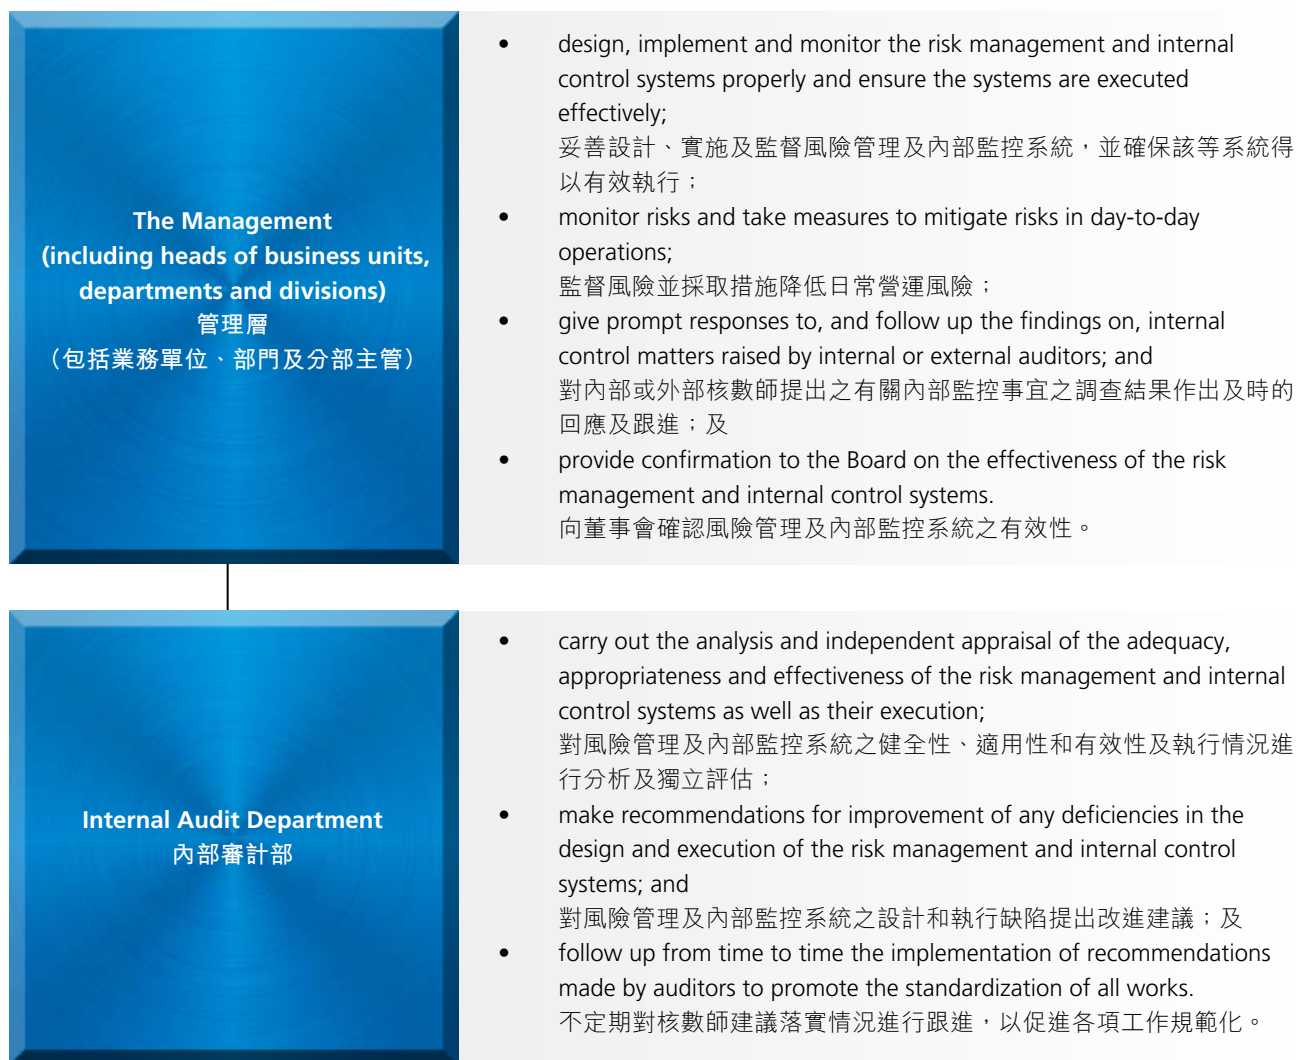 The Management
(including heads of business units,
departments and divisions)
管理層
（包括業務單位、部門及分部主管）
• design, implement and monitor the risk management and internal
control systems properly and ensure the systems are executed
effectively;
妥善設計、實施及監督風險管理及內部監控系統，並確保該等系統得
以有效執行；
• monitor risks and take measures to mitigate risks in day-to-day
operations;
監督風險並採取措施降低日常營運風險；
• give prompt responses to, and follow up the findings on, internal
control matters raised by internal or external auditors; and
對內部或外部核數師提出之有關內部監控事宜之調查結果作出及時的
回應及跟進；及
• provide confirmation to the Board on the effectiveness of the risk
management and internal control systems.
向董事會確認風險管理及內部監控系統之有效性。
Internal Audit Department
內部審計部
• carry out the analysis and independent appraisal of the adequacy,
appropriateness and effectiveness of the risk management and internal
control systems as well as their execution;
對風險管理及內部監控系統之健全性、適用性和有效性及執行情況進
行分析及獨立評估；
• make recommendations for improvement of any deficiencies in the
design and execution of the risk management and internal control
systems; and
對風險管理及內部監控系統之設計和執行缺陷提出改進建議；及
• follow up from time to time the implementation of recommendations
made by auditors to promote the standardization of all works.
不定期對核數師建議落實情況進行跟進，以促進各項工作規範化。